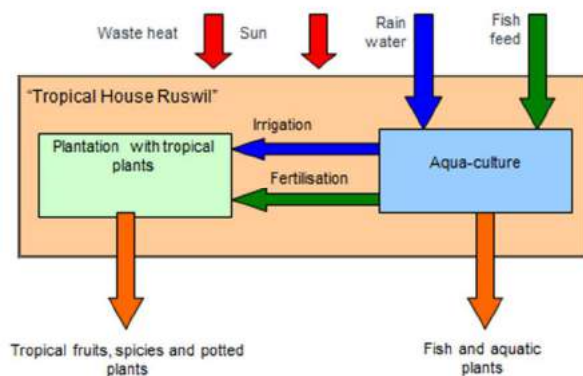 Waste heat
Sun
Rain
water
Fish
feed
"Tropical House Ruswil"
Irrigation
Plantation with tropical
plants
Aqua-culture
Fertilisation
Tropical fruits, spicies and potted
plants
Fish and aquatic
plants